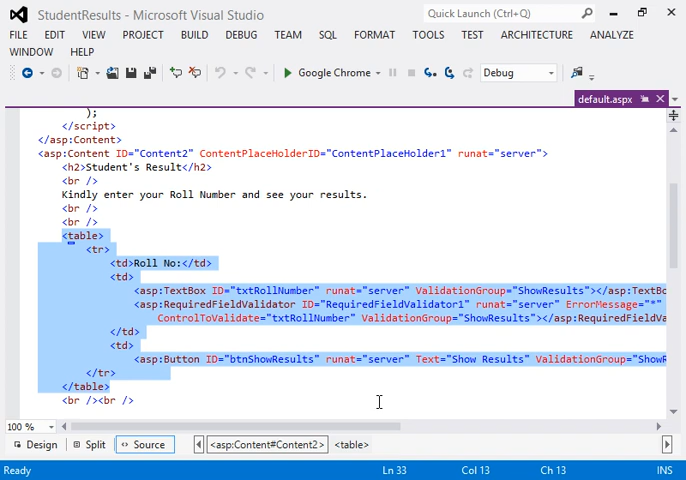 StudentResults - Microsoft Visual Studio
Quick Launch (Ctrl+Q)
FILE EDIT VIEW PROJECT BUILD DEBUG TEAM SQL FORMAT TOOLS TEST ARCHITECTURE ANALYZE
WINDOW HELP
Google Chrome Debug
default.aspx
);
</script>
</asp:Content>
<asp:Content ID="Content2" ContentPlaceHolderID="ContentPlaceHolder1" runat="server">
<h2>Student's Result</h2>
<br />
Kindly enter your Roll Number and see your results.
<br />
<br />
<table>
<tr>
<td>Roll No:</td>
<td>
<asp:TextBox ID="txtRollNumber" runat="server" ValidationGroup="ShowResults"></asp:TextBo
<asp:RequiredFieldValidator ID="RequiredFieldValidator1" runat="server" ErrorMessage="*"
ControlToValidate="txtRollNumber" ValidationGroup="ShowResults"></asp:RequiredFieldVa
</td>
<td>
<asp:Button ID="btnShowResults" runat="server" Text="Show Results" ValidationGroup="ShowR
</tr>
</table>
<br /><br />
100 %
Design Split Source <asp:Content#Content2> <table>
Ready Ln 33 Col 13 Ch 13 INS